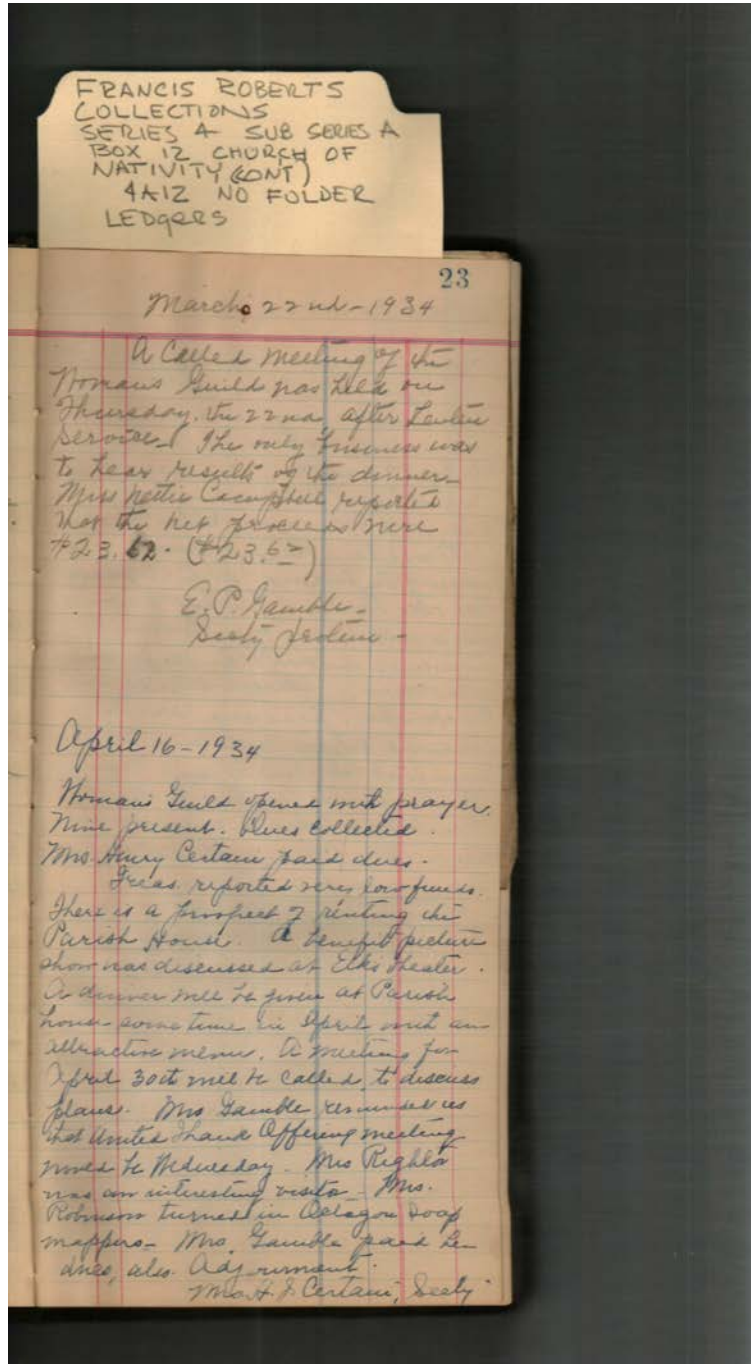 FRANCIS ROBERTS
COLLECTIONS
SERIES 4 SUB SERIES A
BOX 12 CHURCH OF
NATIVITY (CONT)
4A12 NO FOLDER
LEDGERS
23
March 22nd - 1934
A Called meeting of the
Womans Guild was held on
Thursday, the 22nd after Lenten
Service. The only business was
to hear results of the dinner.
Miss Nettie Campbell reported
that the net proceeds were
$23.62. ($23.62)
E. P. Gamble -
Secty protem -
April 16 - 1934
Woman's Guild opened with prayer.
Nine present. Dues collected.
Mrs. Henry Certain paid dues.
Treas. reported very low funds.
There is a prospect of renting the
Parish House. A benefit picture
show was discussed at Elks theater.
A dinner will be given at Parish
house some time in April with an
attractive menu. A meeting for
April 30th will be called, to discuss
plans. Mrs Gamble reminded us
that United Thank Offering meeting
would be Wednesday. Mrs Rightor
was an interesting visitor. Mrs.
Robinson turned in Octagon Soap
wrappers - Mrs. Gamble paid her
dues, also. Adjournment.
Mrs. H. J. Certain, Secty